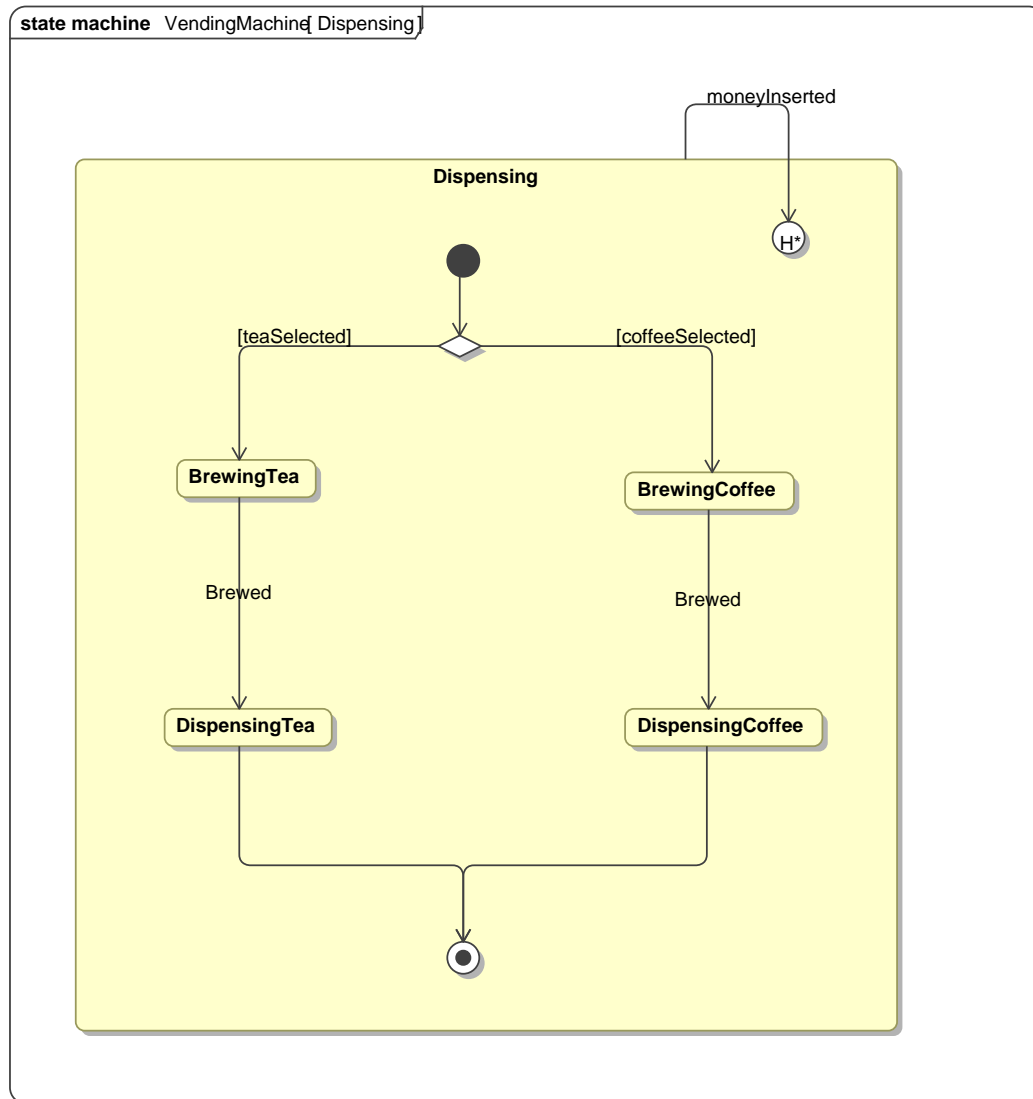 state machine VendingMachine[ Dispensing ]
moneyInserted
Dispensing
H*
[teaSelected]
[coffeeSelected]
BrewingTea
BrewingCoffee
Brewed
Brewed
DispensingTea
DispensingCoffee